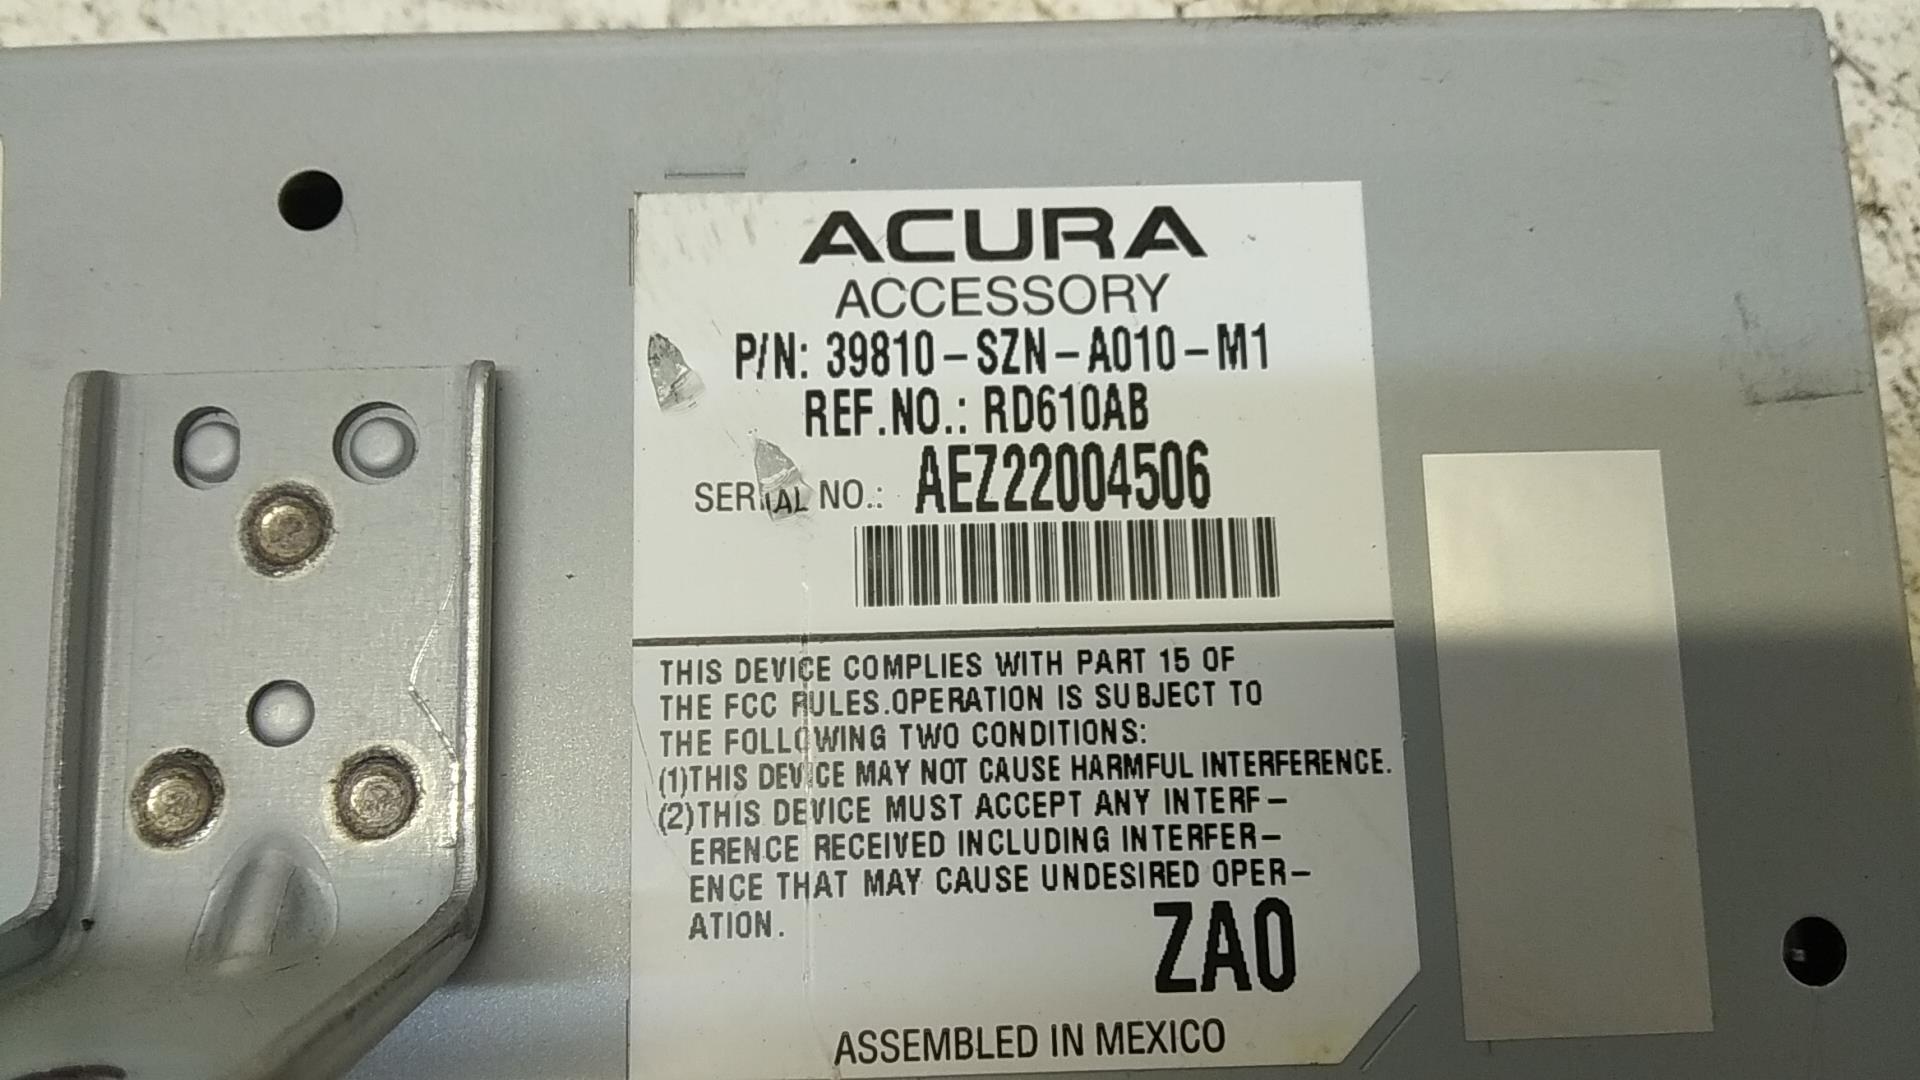 ACURA
ACCESSORY
P/N: 39810-SZN-A010-M1
REF.NO.: RD610AB
SERIAL NO.: AEZ22004506
THIS DEVICE COMPLIES WITH PART 15 OF
THE FCC RULES.OPERATION IS SUBJECT TO
THE FOLLOWING TWO CONDITIONS:
(1)THIS DEVICE MAY NOT CAUSE HARMFUL INTERFERENCE.
(2)THIS DEVICE MUST ACCEPT ANY INTERF-
ERENCE RECEIVED INCLUDING INTERFER-
ENCE THAT MAY CAUSE UNDESIRED OPER-
ATION.
ZA0
ASSEMBLED IN MEXICO